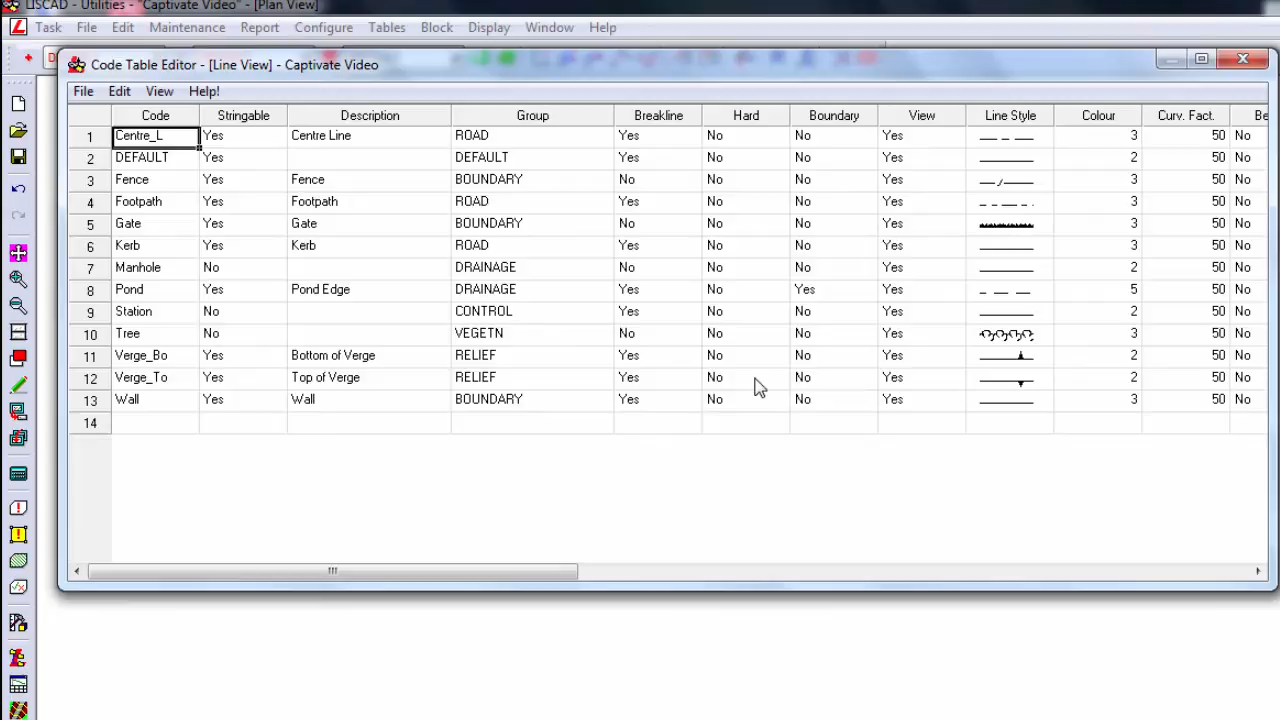 LISCAD - Utilities - "Captivate Video" - [Plan View]
Task File Edit Maintenance Report Configure Tables Block Display Window Help
Code Table Editor - [Line View] - Captivate Video
File Edit View Help!
Code Stringable Description Group Breakline Hard Boundary View Line Style Colour Curv. Fact. Be
1 Centre_L Yes Centre Line ROAD Yes No No Yes 3 50 No
2 DEFAULT Yes DEFAULT Yes No No Yes 2 50 No
3 Fence Yes Fence BOUNDARY No No No Yes 3 50 No
4 Footpath Yes Footpath ROAD Yes No No Yes 3 50 No
5 Gate Yes Gate BOUNDARY No No No Yes 3 50 No
6 Kerb Yes Kerb ROAD Yes No No Yes 3 50 No
7 Manhole No DRAINAGE No No No Yes 2 50 No
8 Pond Yes Pond Edge DRAINAGE Yes No Yes Yes 5 50 No
9 Station No CONTROL Yes No No Yes 2 50 No
10 Tree No VEGETN No No No Yes 3 50 No
11 Verge_Bo Yes Bottom of Verge RELIEF Yes No No Yes 2 50 No
12 Verge_To Yes Top of Verge RELIEF Yes No No Yes 2 50 No
13 Wall Yes Wall BOUNDARY Yes No No Yes 3 50 No
14